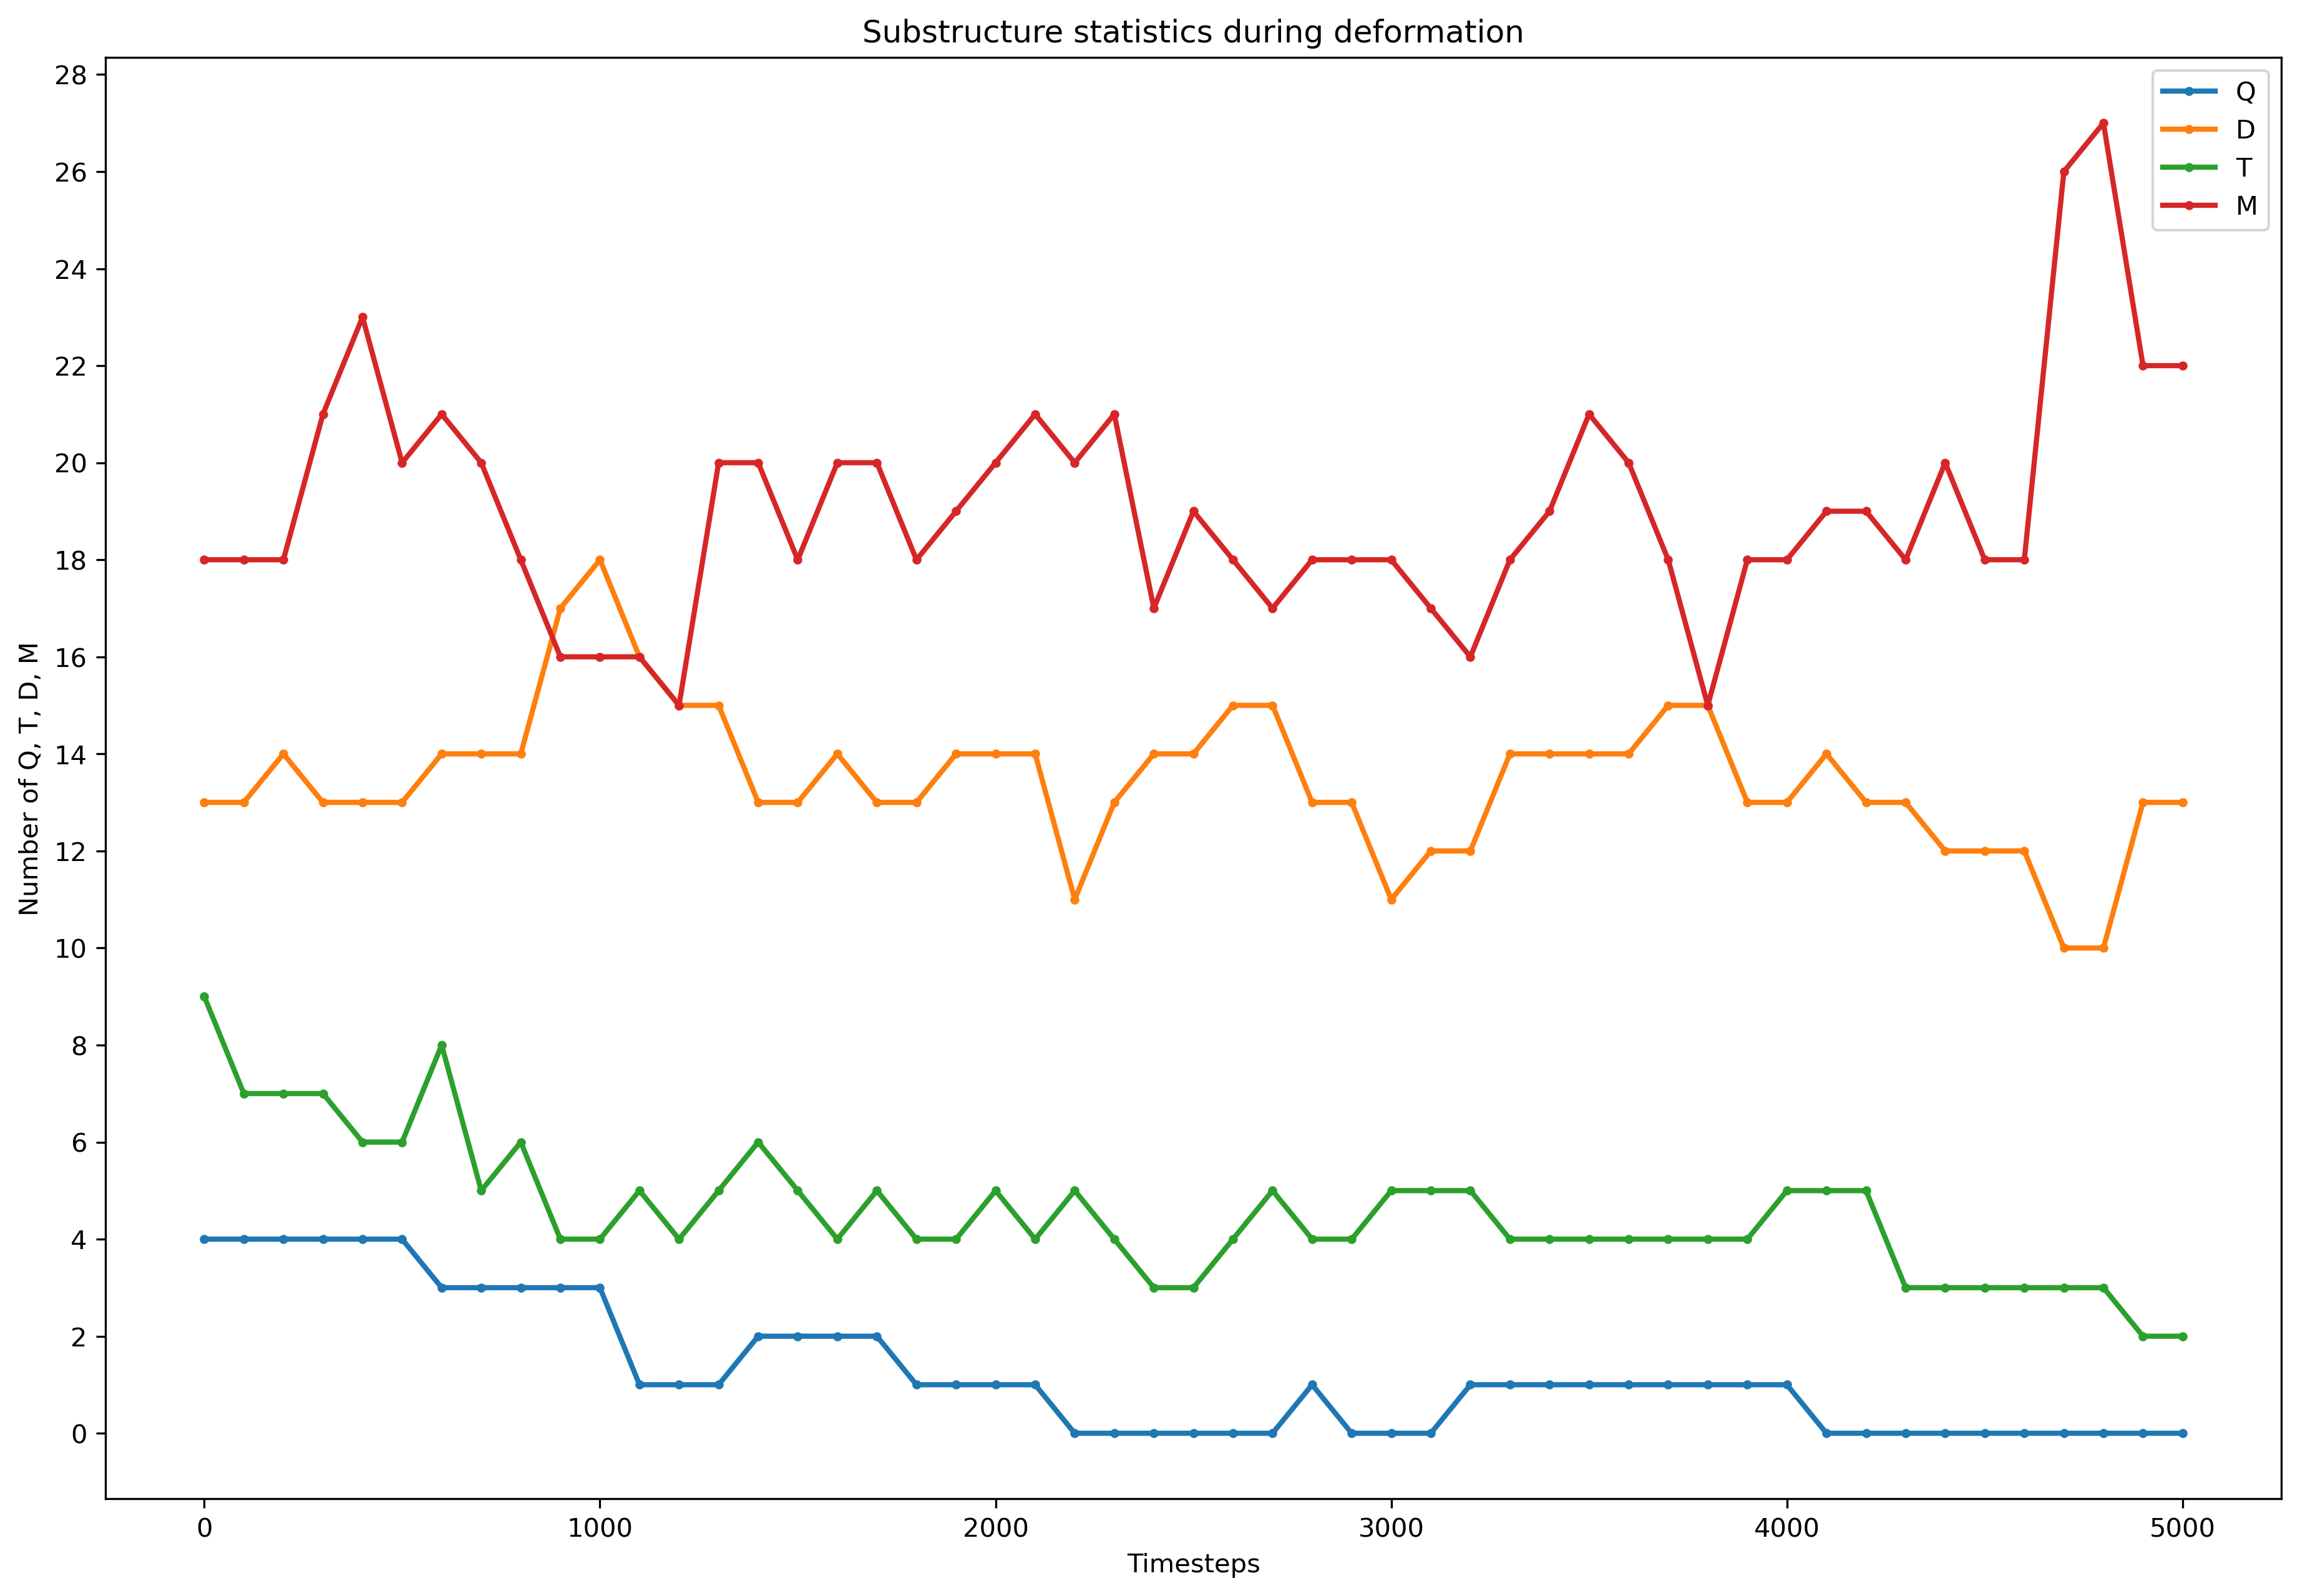 Substructure statistics during deformation
28
26
24
22
20
18
16
14
12
10
8
6
4
2
0
Number of Q, T, D, M
Q
D
T
M
0 1000 2000 3000 4000 5000
Timesteps